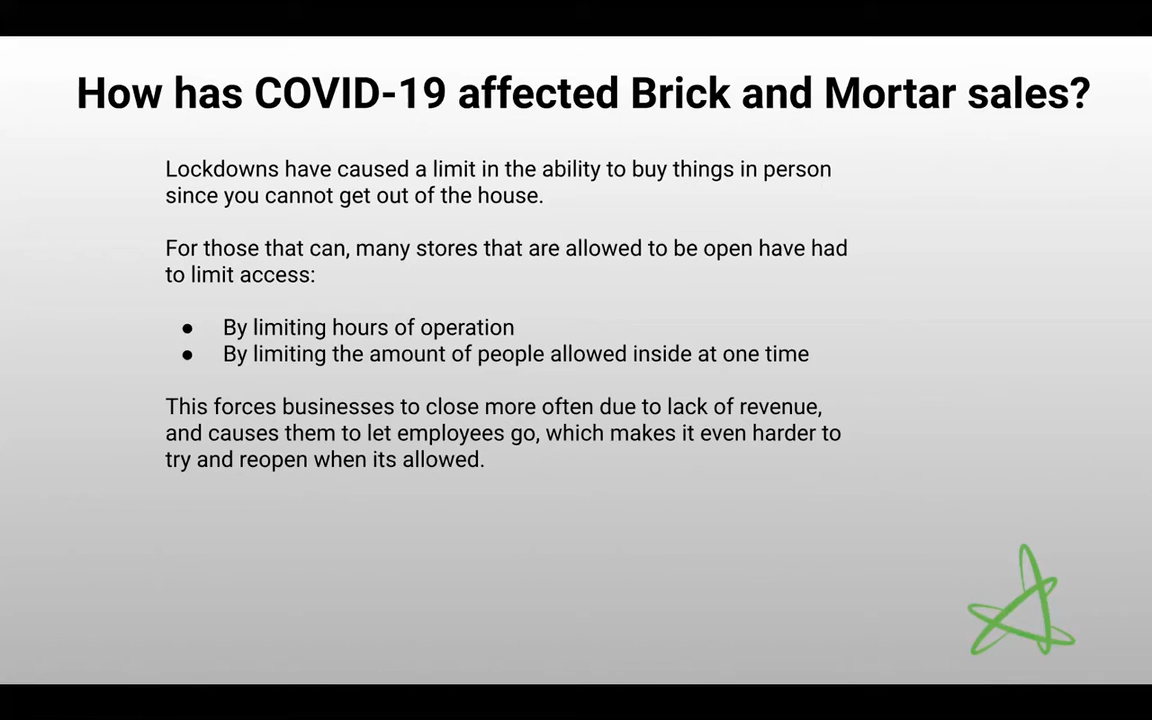 How has COVID-19 affected Brick and Mortar sales?
Lockdowns have caused a limit in the ability to buy things in person
since you cannot get out of the house.
For those that can, many stores that are allowed to be open have had
to limit access:
● By limiting hours of operation
● By limiting the amount of people allowed inside at one time
This forces businesses to close more often due to lack of revenue,
and causes them to let employees go, which makes it even harder to
try and reopen when its allowed.